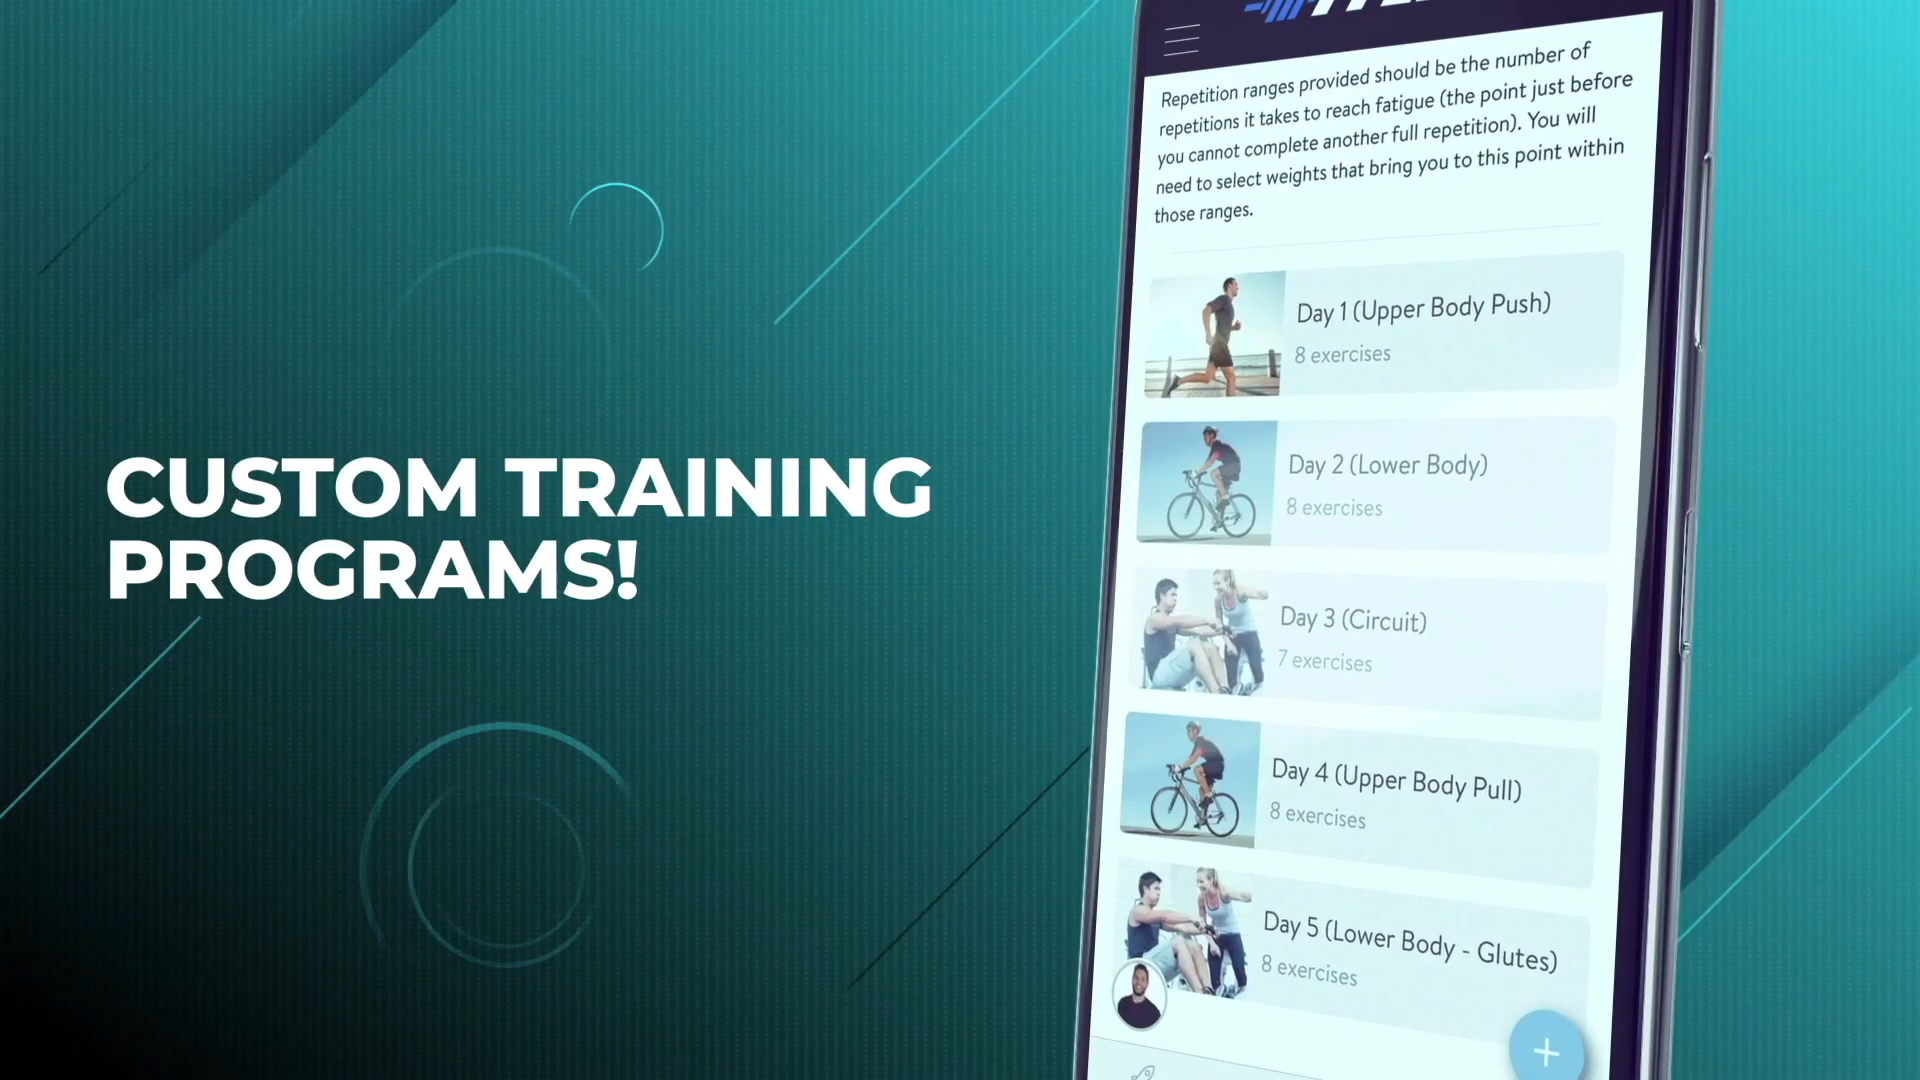 CUSTOM TRAINING
PROGRAMS!
Repetition ranges provided should be the number of
repetitions it takes to reach fatigue (the point just before
you cannot complete another full repetition). You will
need to select weights that bring you to this point within
those ranges.
Day 1 (Upper Body Push)
8 exercises
Day 2 (Lower Body)
8 exercises
Day 3 (Circuit)
7 exercises
Day 4 (Upper Body Pull)
8 exercises
Day 5 (Lower Body - Glutes)
8 exercises